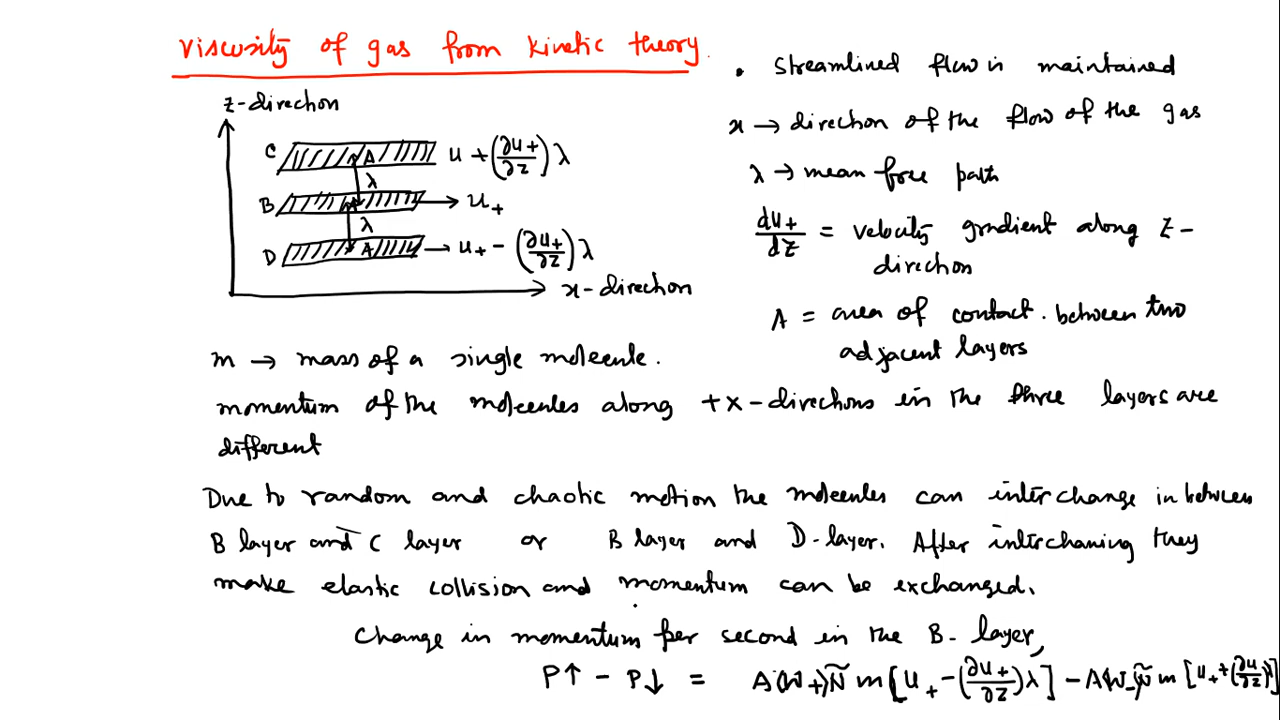 Viscosity of gas from kinetic theory.
z-direction
C A u + (∂u+/∂z) λ
λ
B A u+
λ
D A u+ - (∂u+/∂z) λ
x-direction
• Streamlined flow is maintained
x → direction of the flow of the gas
λ → mean free path
du+/dz = velocity gradient along z-
direction
A = area of contact. between two
adjacent layers
m → mass of a single molecule.
momentum of the molecules along +x-directions in the three layers are
different
Due to random and chaotic motion the molecules can interchange in between
B layer and C layer or B layer and D-layer. After interchaning they
make elastic collision and momentum can be exchanged.
Change in momentum per second in the B- layer,
P↑ - P↓ = A(w+)Ñ m [u+ - (∂u+/∂z)λ] - A(w-)Ñ m [u+ + (∂u/∂z)λ]